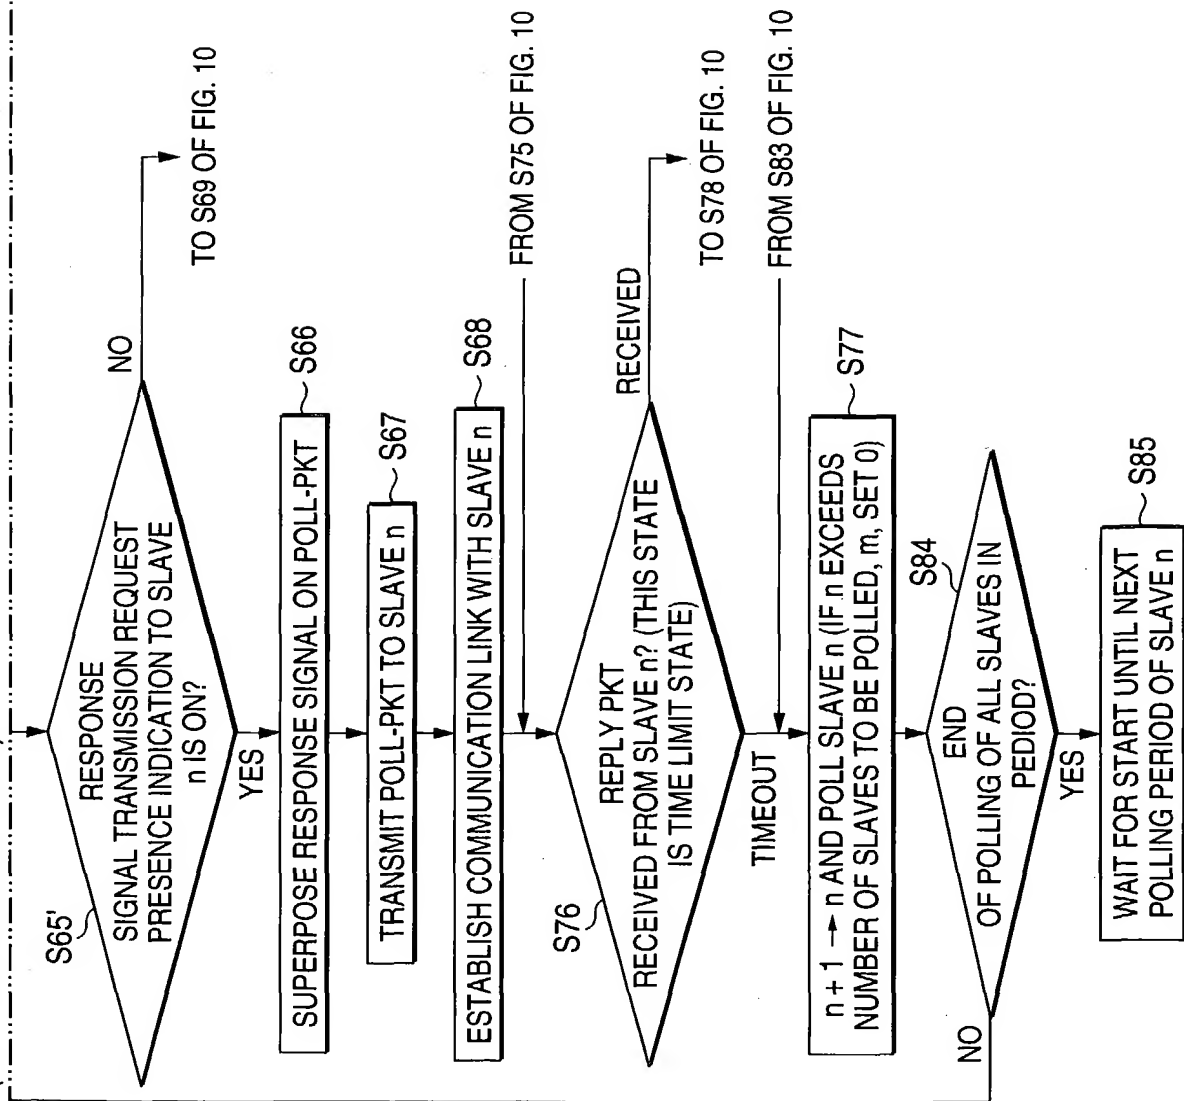 RESPONSE
SIGNAL TRANSMISSION REQUEST
PRESENCE INDICATION TO SLAVE
n IS ON?
S65'
NO
TO S69 OF FIG. 10
YES
SUPERPOSE RESPONSE SIGNAL ON POLL-PKT
S66
TRANSMIT POLL-PKT TO SLAVE n
S67
ESTABLISH COMMUNICATION LINK WITH SLAVE n
S68
FROM S75 OF FIG. 10
REPLY PKT
RECEIVED FROM SLAVE n? (THIS STATE
IS TIME LIMIT STATE)
S76
RECEIVED
TO S78 OF FIG. 10
TIMEOUT
FROM S83 OF FIG. 10
n + 1 → n AND POLL SLAVE n (IF n EXCEEDS
NUMBER OF SLAVES TO BE POLLED, m, SET 0)
S77
END
OF POLLING OF ALL SLAVES IN
PEDIOD?
S84
NO
YES
WAIT FOR START UNTIL NEXT
POLLING PERIOD OF SLAVE n
S85